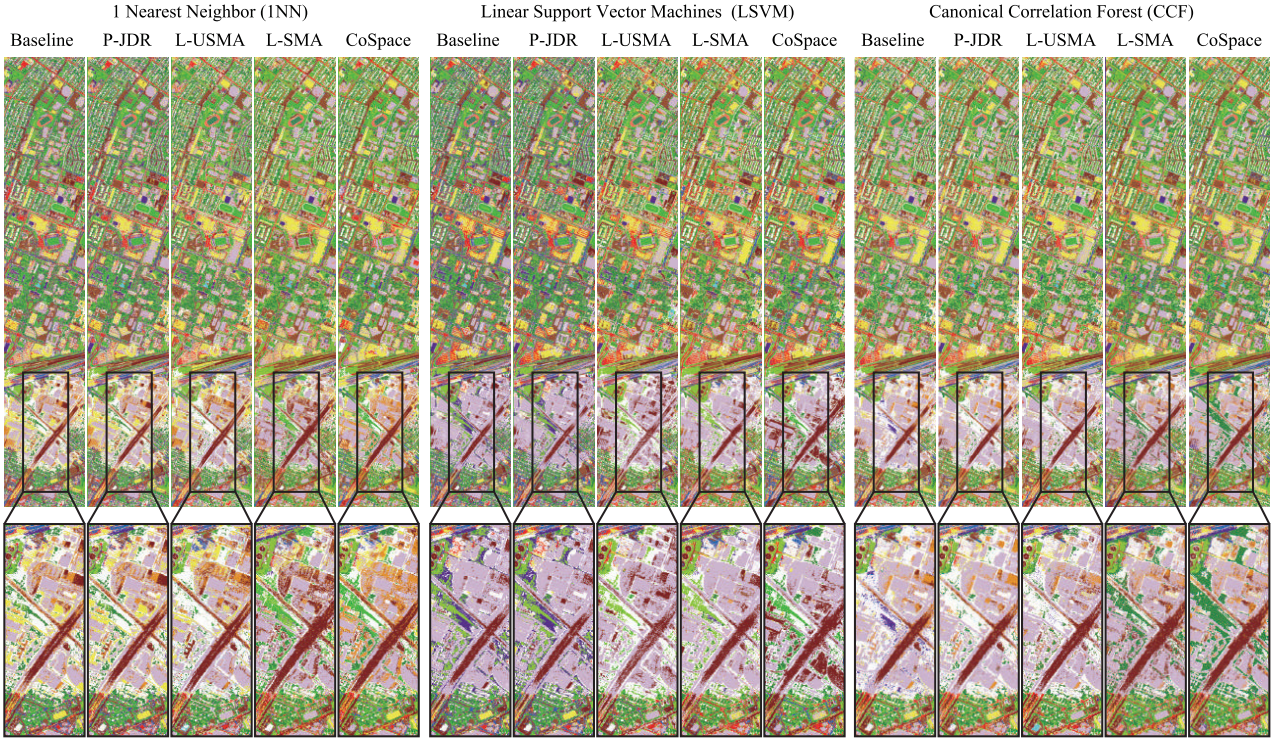 1 Nearest Neighbor (1NN) Linear Support Vector Machines (LSVM) Canonical Correlation Forest (CCF)
Baseline P-JDR L-USMA L-SMA CoSpace Baseline P-JDR L-USMA L-SMA CoSpace Baseline P-JDR L-USMA L-SMA CoSpace